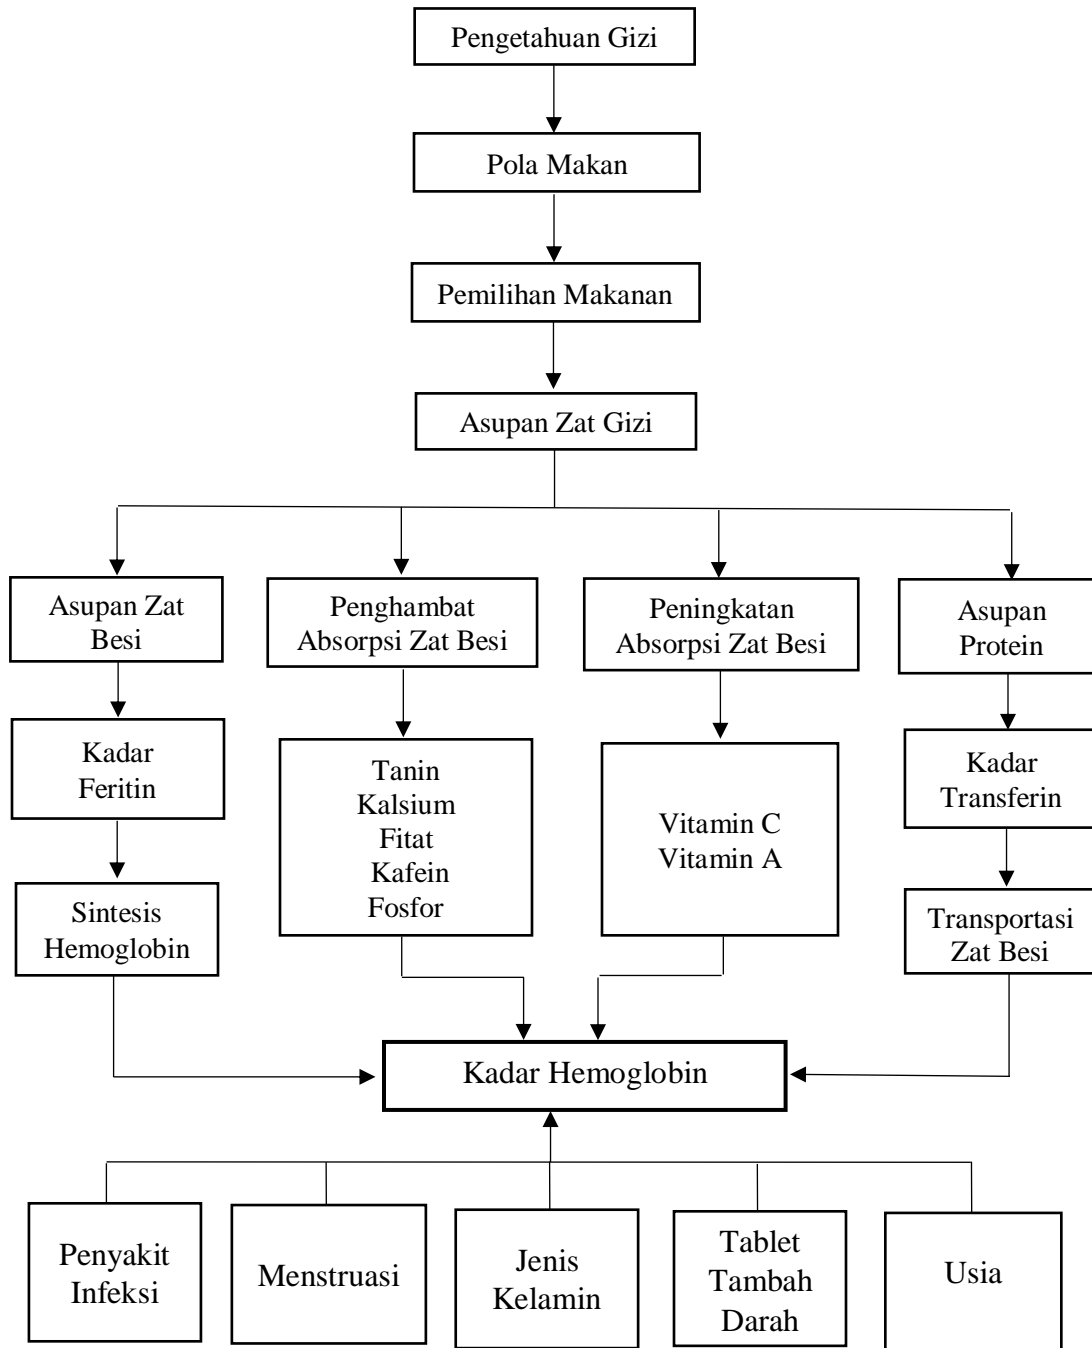 Pengetahuan Gizi
Pola Makan
Pemilihan Makanan
Asupan Zat Gizi
Asupan Zat
Besi
Penghambat
Absorpsi Zat Besi
Peningkatan
Absorpsi Zat Besi
Asupan
Protein
Kadar
Feritin
Tanin
Kalsium
Fitat
Kafein
Fosfor
Vitamin C
Vitamin A
Kadar
Transferin
Sintesis
Hemoglobin
Transportasi
Zat Besi
Kadar Hemoglobin
Penyakit
Infeksi
Menstruasi
Jenis
Kelamin
Tablet
Tambah
Darah
Usia